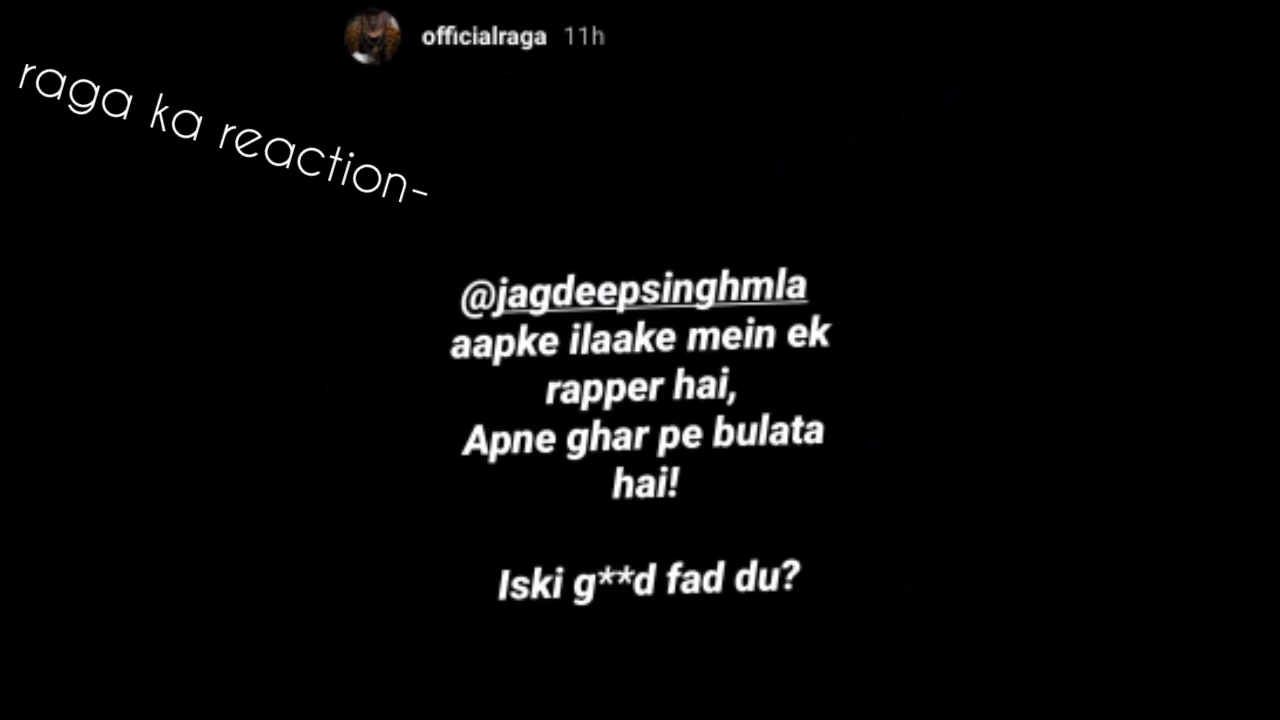 officialraga 11h
raga ka reaction-
@jagdeepsinghmla
aapke ilaake mein ek
rapper hai,
Apne ghar pe bulata
hai!
Iski g**d fad du?